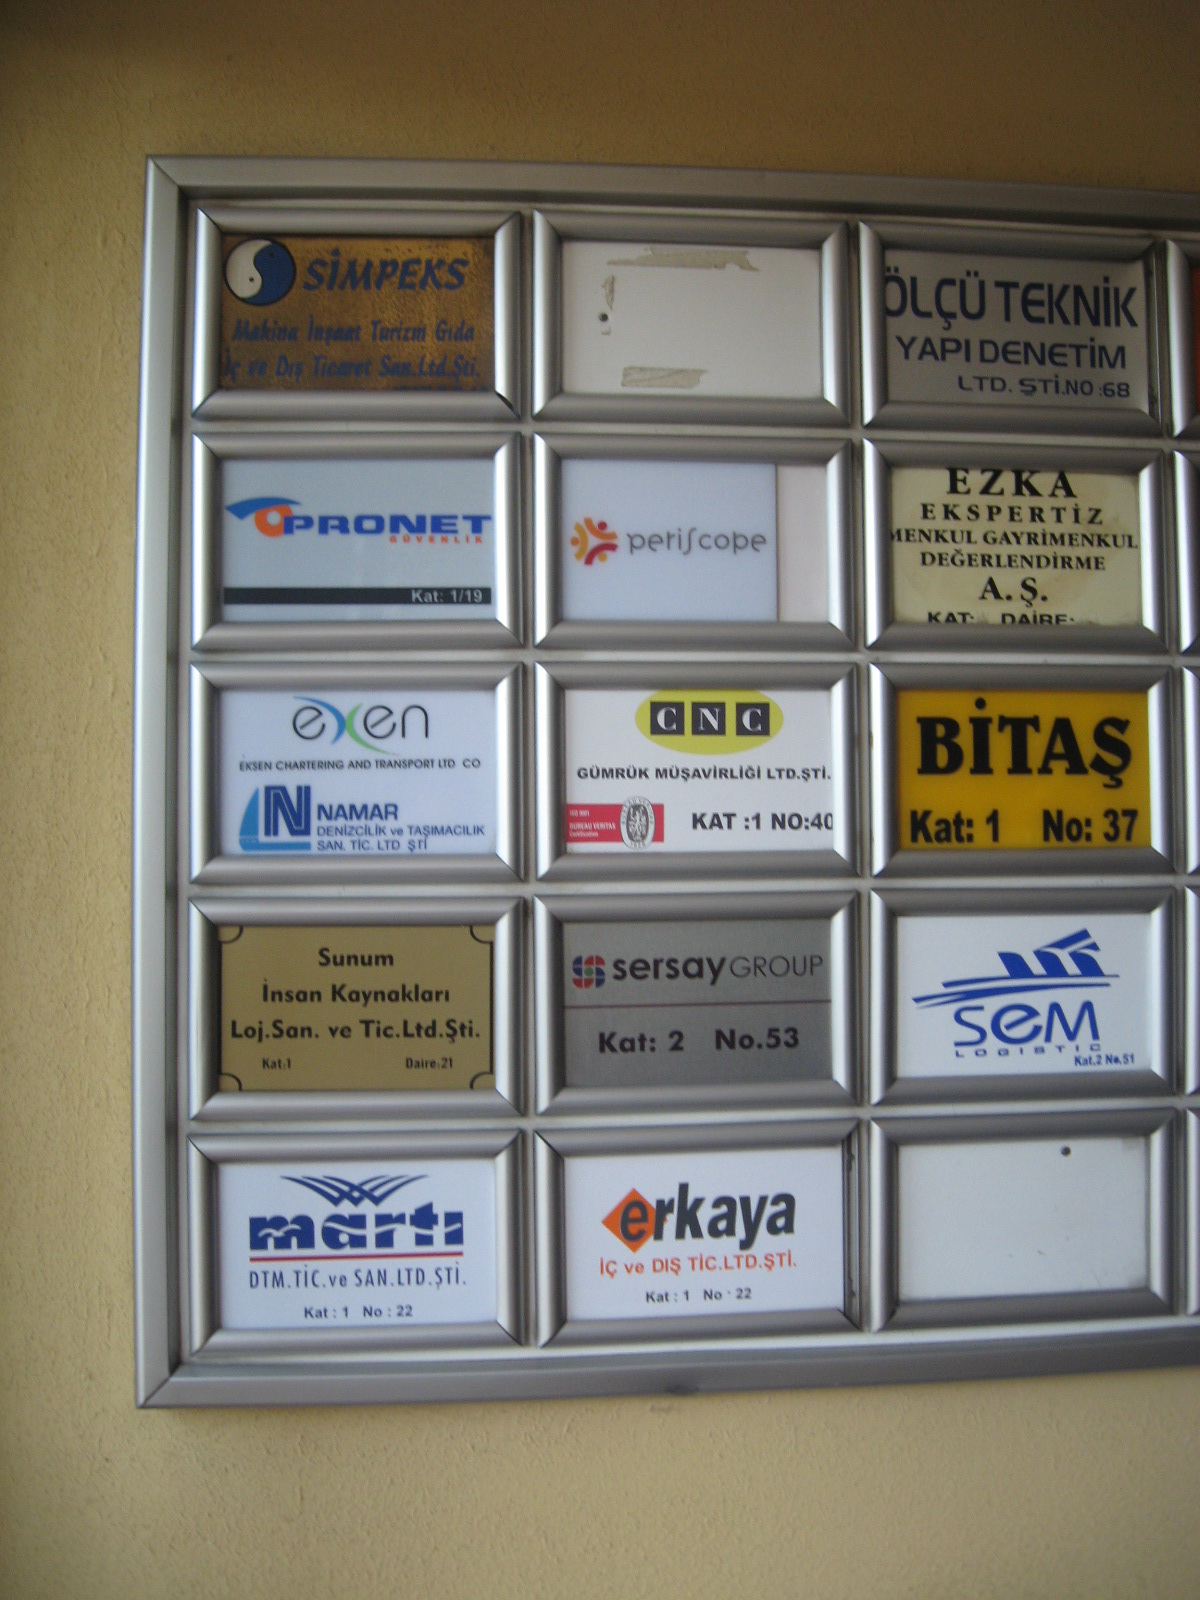 SİMPEKS
Makina İnşaat Turizm Gıda
İç ve Dış Ticaret San.Ltd.Şti.
ÖLÇÜ TEKNİK
YAPI DENETİM
LTD. ŞTİ.NO :68
PRONET
GÜVENLİK
Kat: 1/19
periscope
EZKA
EKSPERTİZ
MENKUL GAYRİMENKUL
DEĞERLENDİRME
A.Ş.
KAT: DAİRE:
exen
EKSEN CHARTERING AND TRANSPORT LTD CO
N NAMAR
DENİZCİLİK ve TAŞIMACILIK
SAN. TİC. LTD ŞTİ
CNC
GÜMRÜK MÜŞAVİRLİĞİ LTD.ŞTİ.
ISO 9001
BUREAU VERITAS
Certification
KAT :1 NO:40
BİTAŞ
Kat: 1 No: 37
Sunum
İnsan Kaynakları
Loj.San. ve Tic.Ltd.Şti.
Kat:1 Daire:21
sersay GROUP
Kat: 2 No.53
SeM
LOGISTIC
Kat.2 No.51
martı
DTM.TİC.ve SAN.LTD.ŞTİ.
Kat : 1 No : 22
erkaya
İÇ ve DIŞ TİC.LTD.ŞTİ.
Kat : 1 No : 22